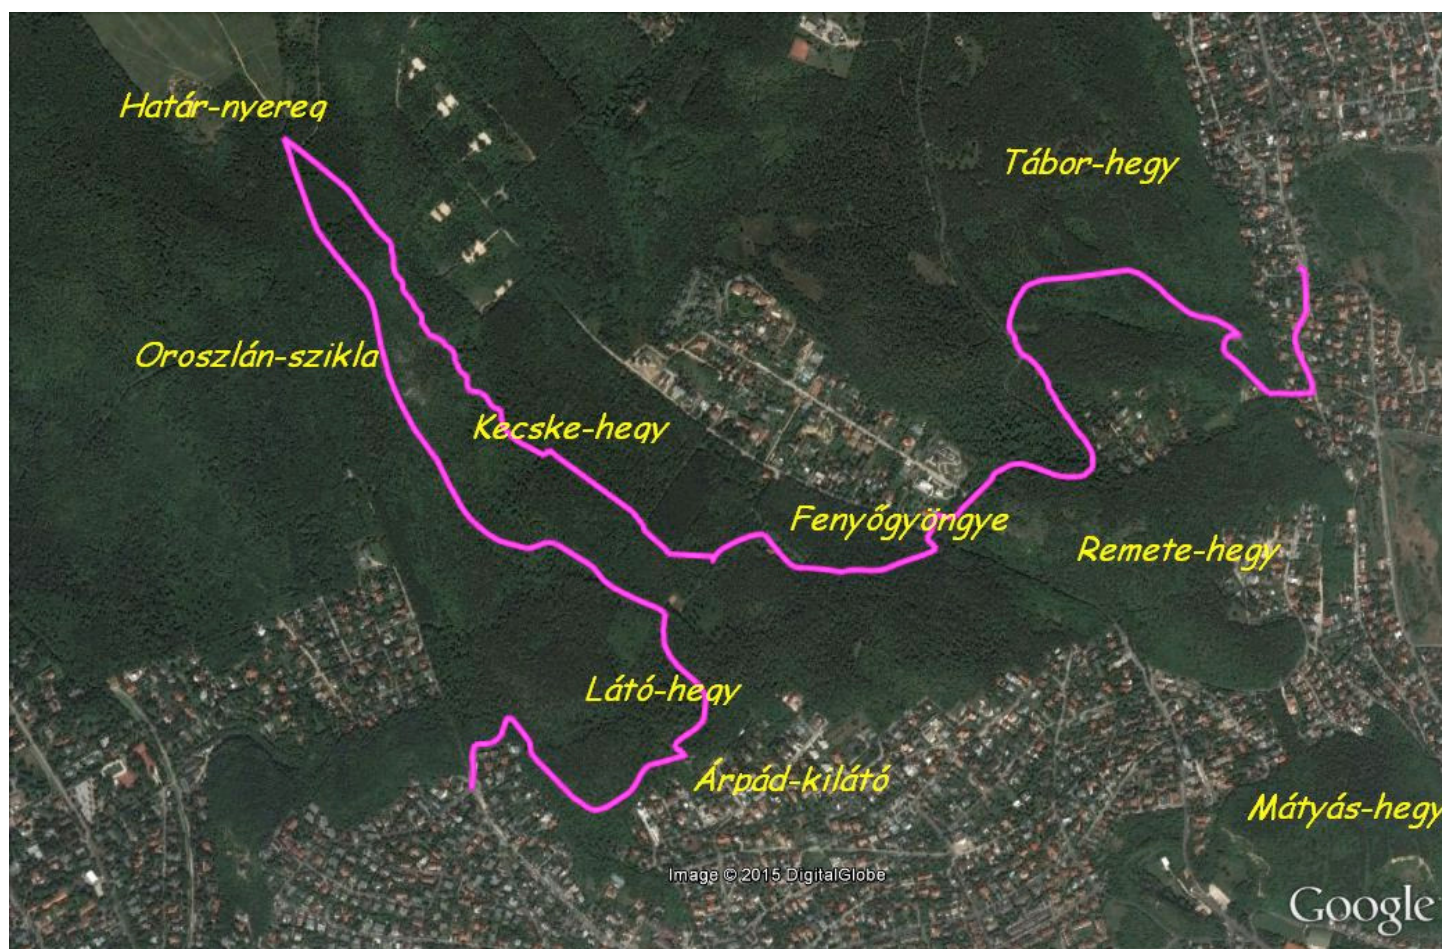 Határ-nyereg
Tábor-hegy
Oroszlán-szikla
Kecske-hegy
Fenyőgyöngye
Remete-hegy
Látó-hegy
Árpád-kilátó
Mátyás-hegy
Image © 2015 DigitalGlobe
Google